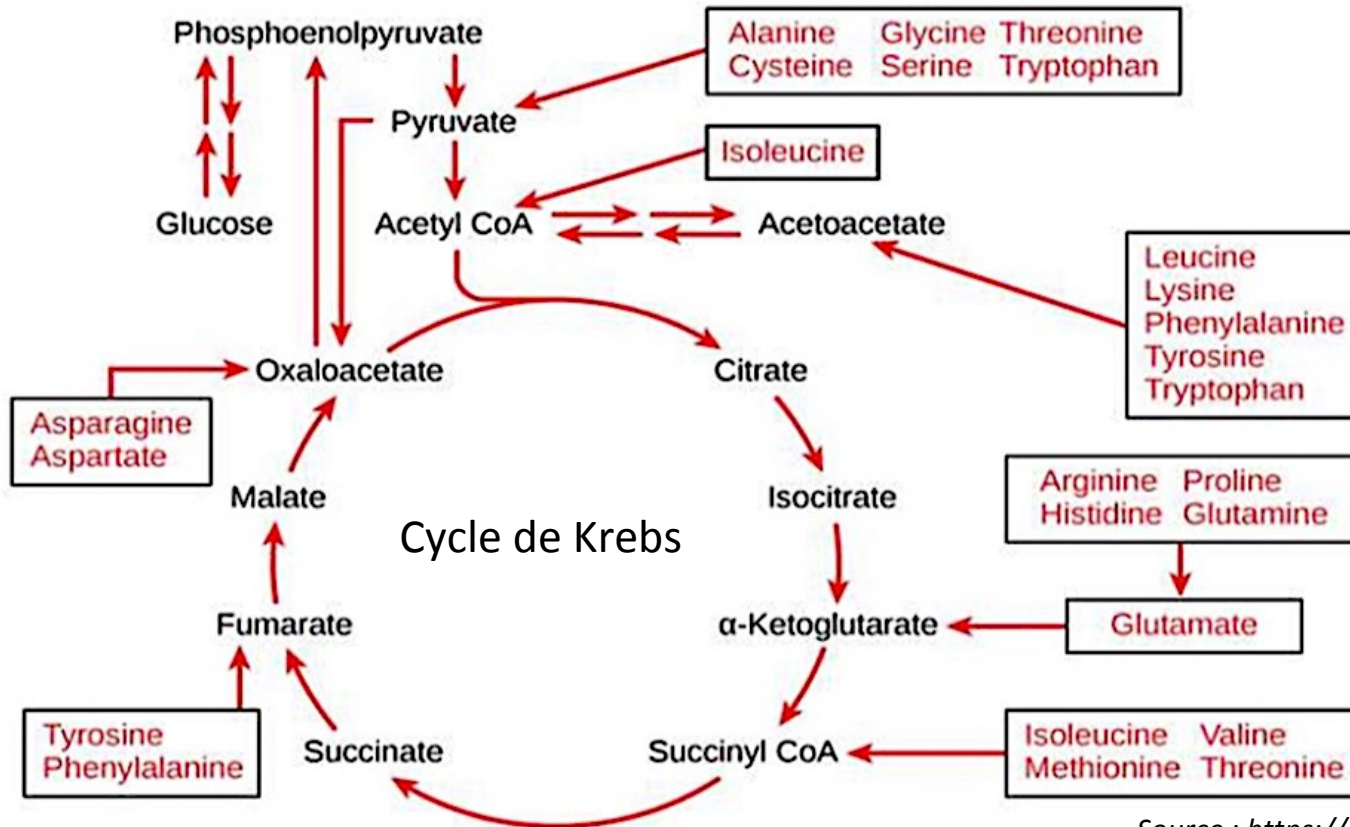 Phosphoenolpyruvate
Alanine Glycine Threonine
Cysteine Serine Tryptophan
Pyruvate
Isoleucine
Glucose
Acetyl CoA
Acetoacetate
Leucine
Lysine
Phenylalanine
Tyrosine
Tryptophan
Oxaloacetate
Citrate
Asparagine
Aspartate
Malate
Isocitrate
Arginine Proline
Histidine Glutamine
Cycle de Krebs
Fumarate
α-Ketoglutarate
Glutamate
Tyrosine
Phenylalanine
Succinate
Succinyl CoA
Isoleucine Valine
Methionine Threonine
Source : https://